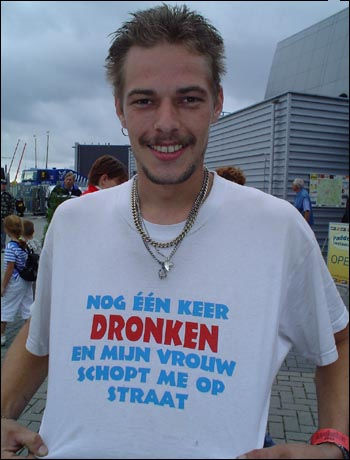 NOG ÉÉN KEER
DRONKEN
EN MIJN VROUW
SCHOPT ME OP
STRAAT